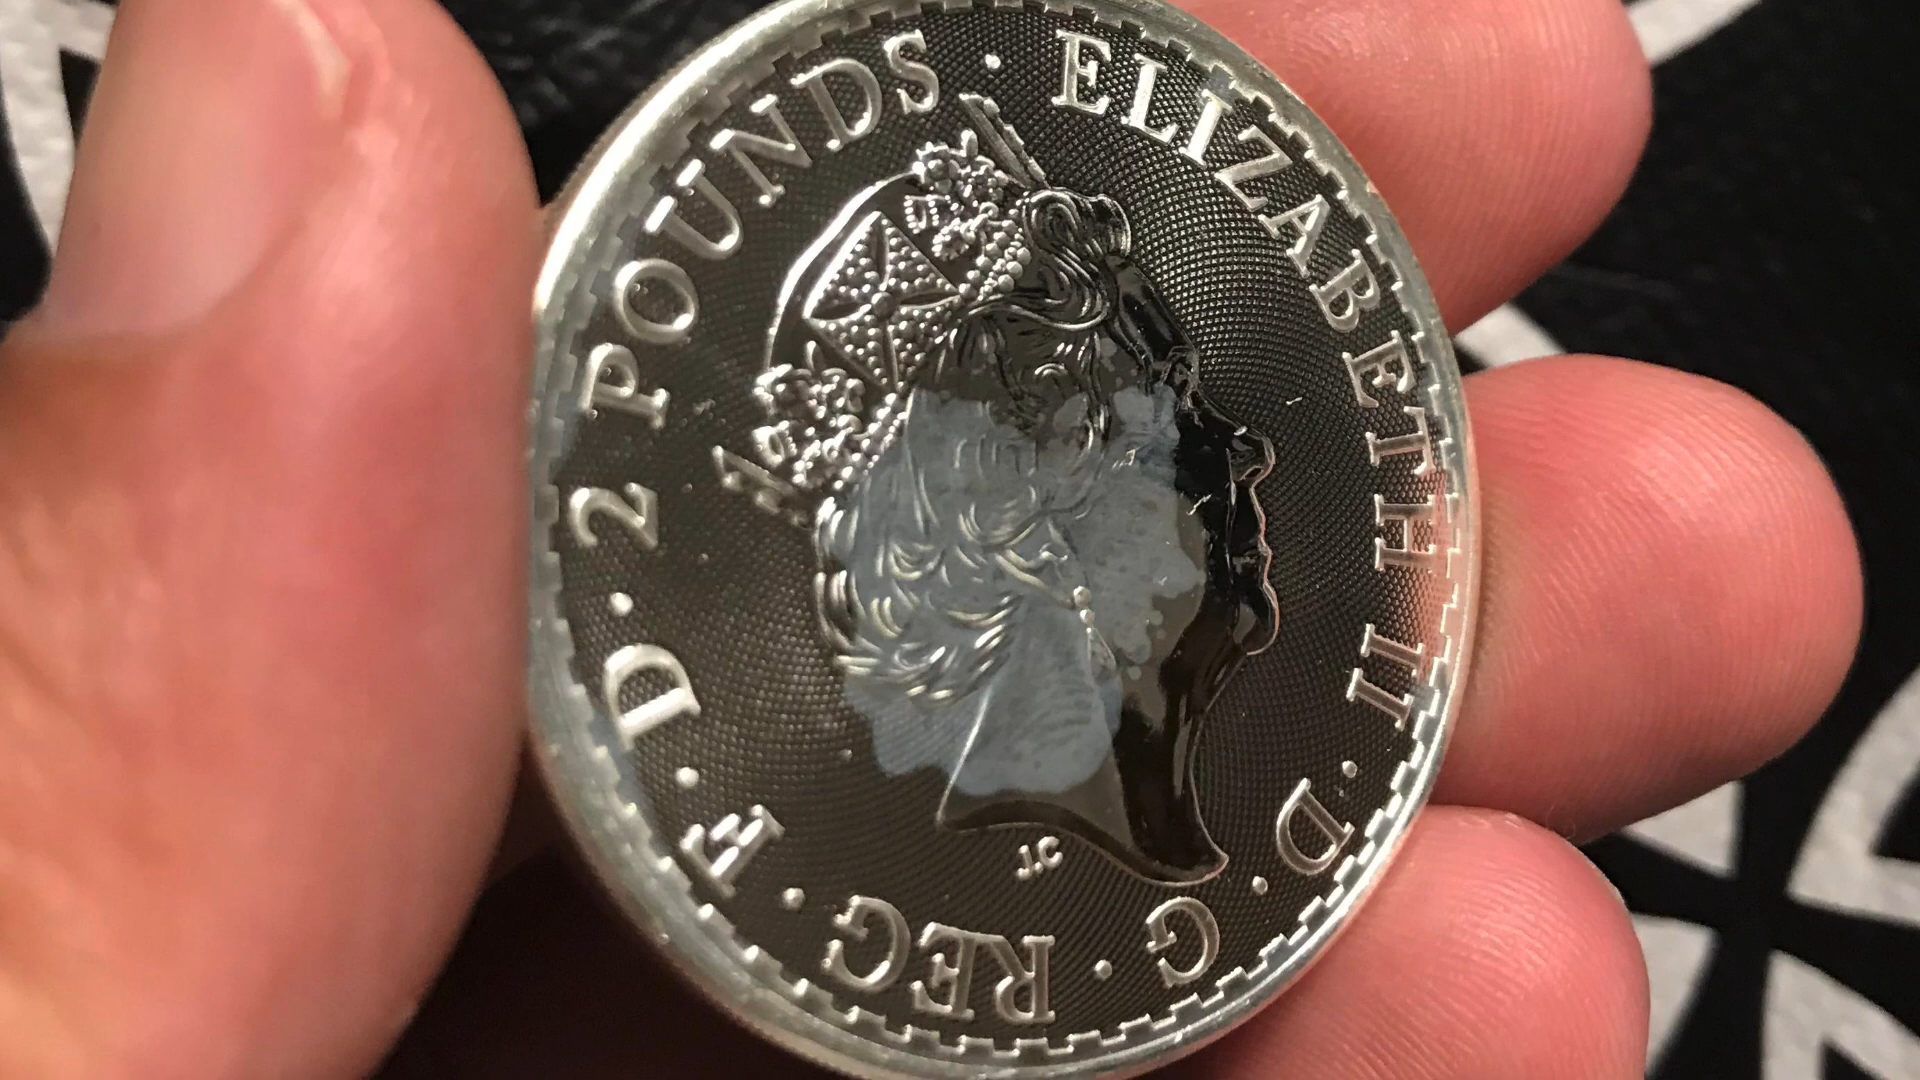 ELIZABETH II · D · G · REG · F · D · 2 POUNDS ·
J.C